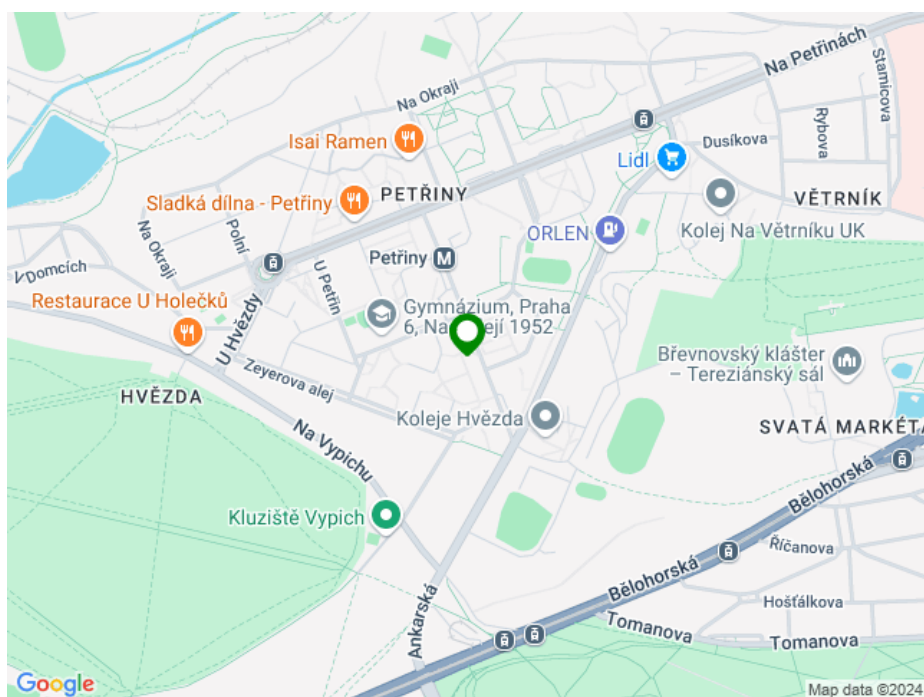 Na Petřinách
Stamicova
Na Okraji
Rybova
Isai Ramen
Dusíkova
Lidl
PETŘINY
VĚTRNÍK
Sladká dílna - Petřiny
Kolej Na Větrníku UK
Polní
ORLEN
Na Okraji
Petřiny
M
U Petřin
V Domcích
Restaurace U Holečků
Gymnázium, Praha
6, Na
ejí 1952
U Hvězdy
Břevnovský klášter
– Tereziánský sál
Zeyerova alej
HVĚZDA
Koleje Hvězda
SVATÁ MARKÉTA
Na Vypichu
Bělohorská
Kluziště Vypich
Říčanova
Bělohorská
Hošťálkova
Ankarská
Tomanova
Tomanova
Google
Map data ©2024